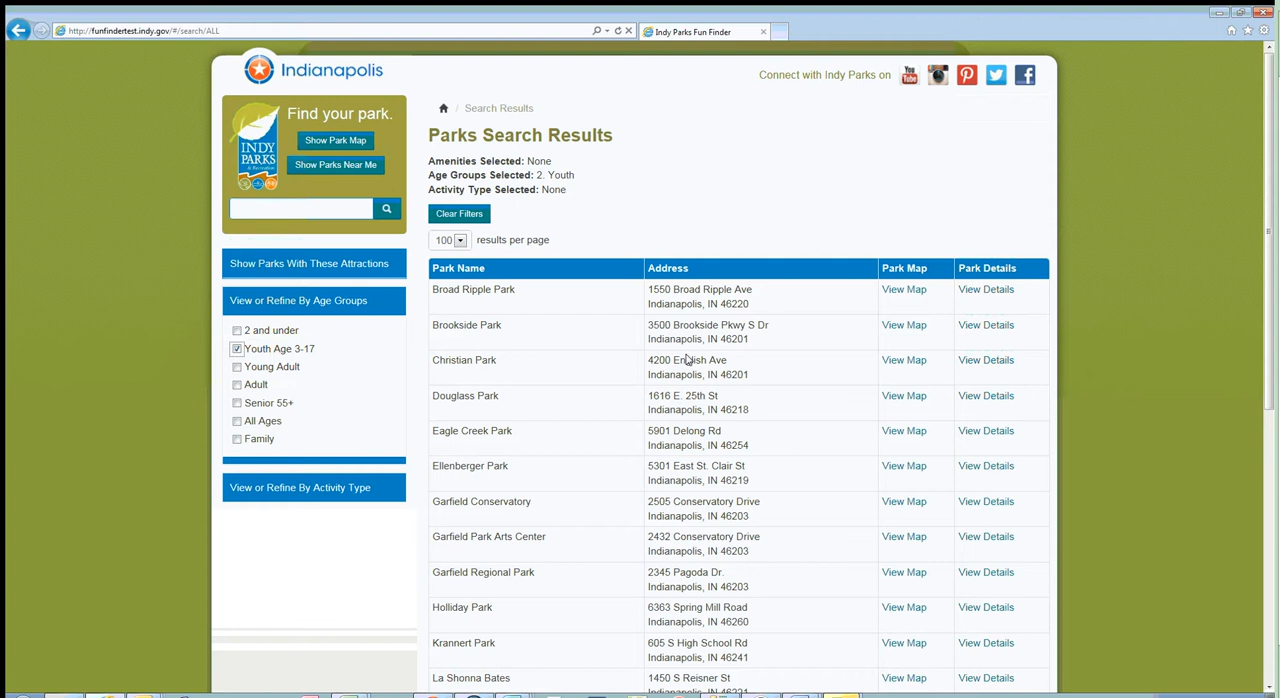 http://funfindertest.indy.gov/#/search/ALL
Indy Parks Fun Finder
Indianapolis
Connect with Indy Parks on
You Tube
Find your park.
Show Park Map
INDY PARKS
Show Parks Near Me
Show Parks With These Attractions
View or Refine By Age Groups
2 and under
Youth Age 3-17
Young Adult
Adult
Senior 55+
All Ages
Family
View or Refine By Activity Type
/ Search Results
Parks Search Results
Amenities Selected: None
Age Groups Selected: 2. Youth
Activity Type Selected: None
Clear Filters
100 results per page
Park Name Address Park Map Park Details
Broad Ripple Park 1550 Broad Ripple Ave View Map View Details
Indianapolis, IN 46220
Brookside Park 3500 Brookside Pkwy S Dr View Map View Details
Indianapolis, IN 46201
Christian Park 4200 English Ave View Map View Details
Indianapolis, IN 46201
Douglass Park 1616 E. 25th St View Map View Details
Indianapolis, IN 46218
Eagle Creek Park 5901 Delong Rd View Map View Details
Indianapolis, IN 46254
Ellenberger Park 5301 East St. Clair St View Map View Details
Indianapolis, IN 46219
Garfield Conservatory 2505 Conservatory Drive View Map View Details
Indianapolis, IN 46203
Garfield Park Arts Center 2432 Conservatory Drive View Map View Details
Indianapolis, IN 46203
Garfield Regional Park 2345 Pagoda Dr. View Map View Details
Indianapolis, IN 46203
Holliday Park 6363 Spring Mill Road View Map View Details
Indianapolis, IN 46260
Krannert Park 605 S High School Rd View Map View Details
Indianapolis, IN 46241
La Shonna Bates 1450 S Reisner St View Map View Details
Indianapolis, IN 46221